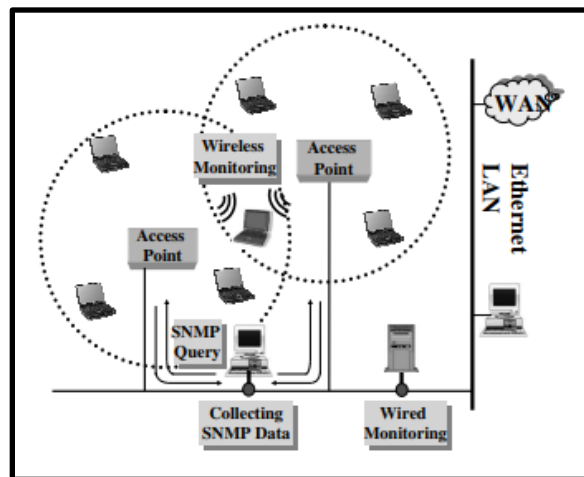 WAN
Wireless
Monitoring
Access
Point
Ethernet
LAN
Access
Point
SNMP
Query
Collecting
SNMP Data
Wired
Monitoring